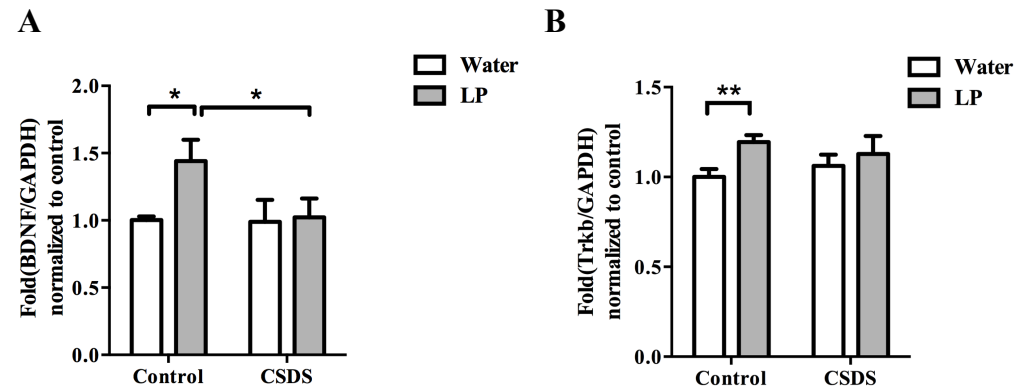 A
Water
LP
Fold(BDNF/GAPDH)
normalized to control
2.0
1.5
1.0
0.5
0.0
*
*
Control
CSDS
B
Water
LP
Fold(Trkb/GAPDH)
normalized to control
1.5
1.0
0.5
0.0
**
Control
CSDS